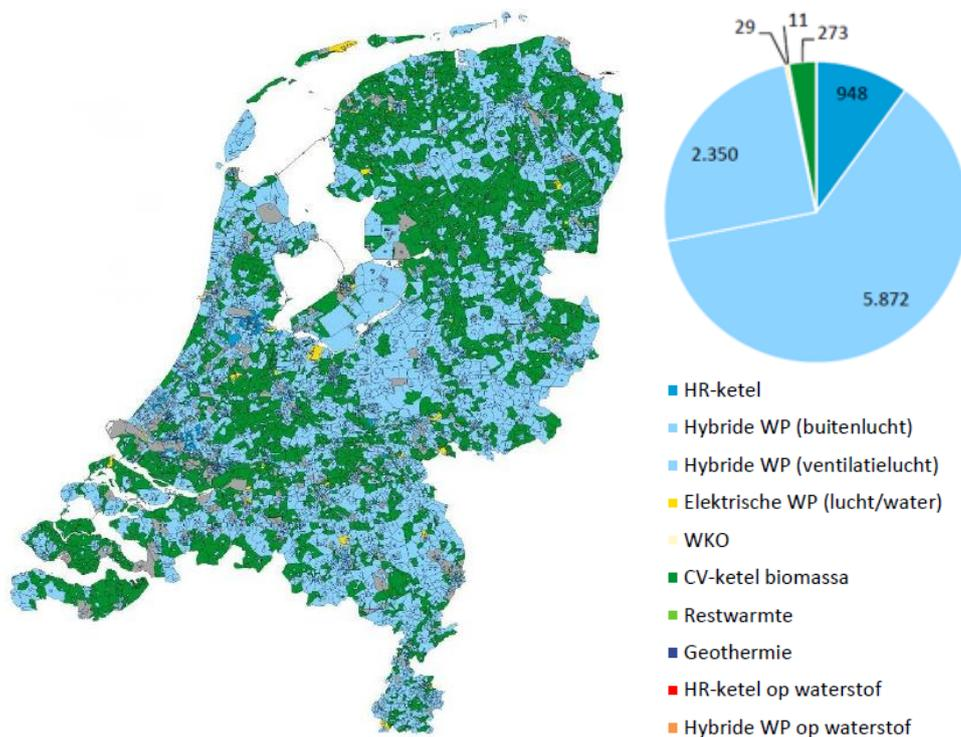 29
11
273
948
2.350
5.872
HR-ketel
Hybride WP (buitenlucht)
Hybride WP (ventilatielucht)
Elektrische WP (lucht/water)
WKO
CV-ketel biomassa
Restwarmte
Geothermie
HR-ketel op waterstof
Hybride WP op waterstof